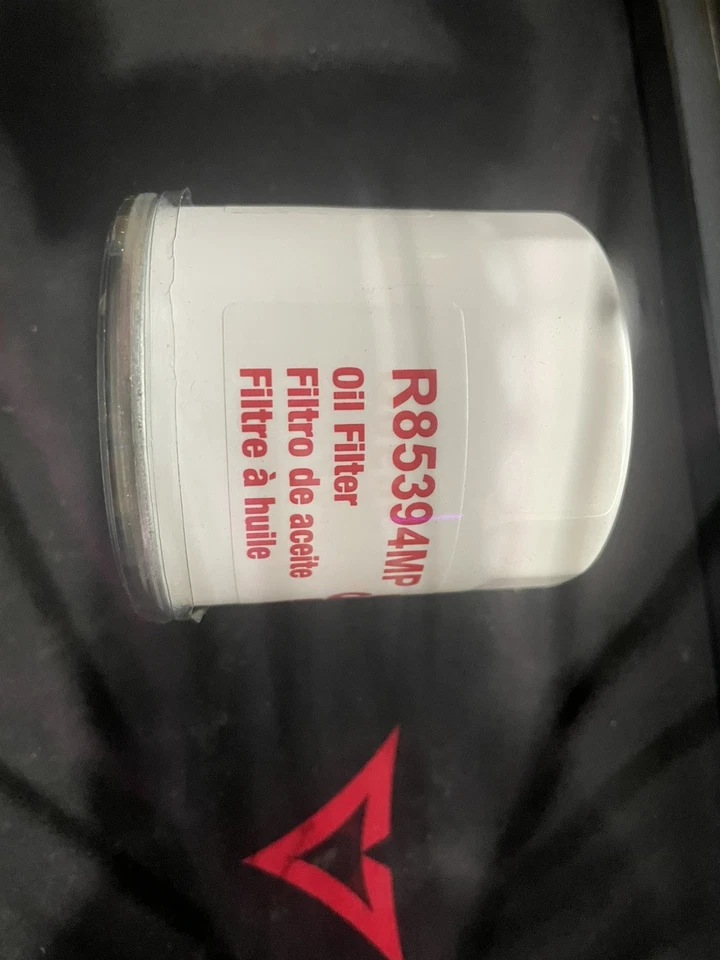 R85394MP
Oil Filter
Filtro de aceite
Filtre à huile